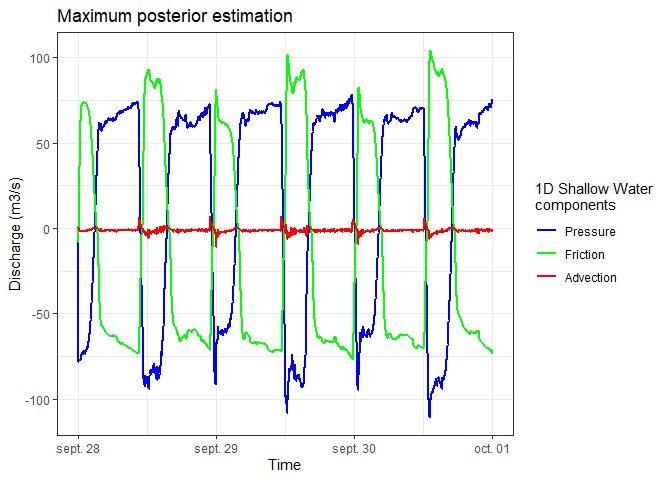 Maximum posterior estimation
Discharge (m3/s)
100
50
0
-50
-100
sept. 28
sept. 29
sept. 30
oct. 01
Time
1D Shallow Water
components
Pressure
Friction
Advection